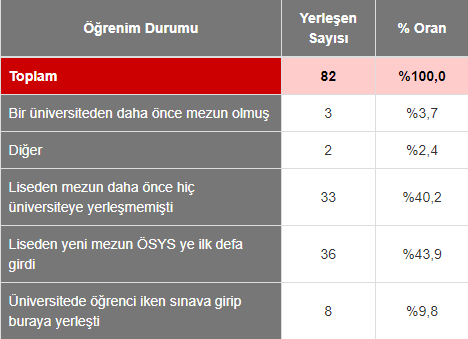 Öğrenim Durumu
Yerleşen
Sayısı
% Oran
Toplam
82
%100,0
Bir üniversiteden daha önce mezun olmuş
3
%3,7
Diğer
2
%2,4
Liseden mezun daha önce hiç
üniversiteye yerleşmemişti
33
%40,2
Liseden yeni mezun ÖSYS ye ilk defa
girdi
36
%43,9
Üniversitede öğrenci iken sınava girip
buraya yerleşti
8
%9,8